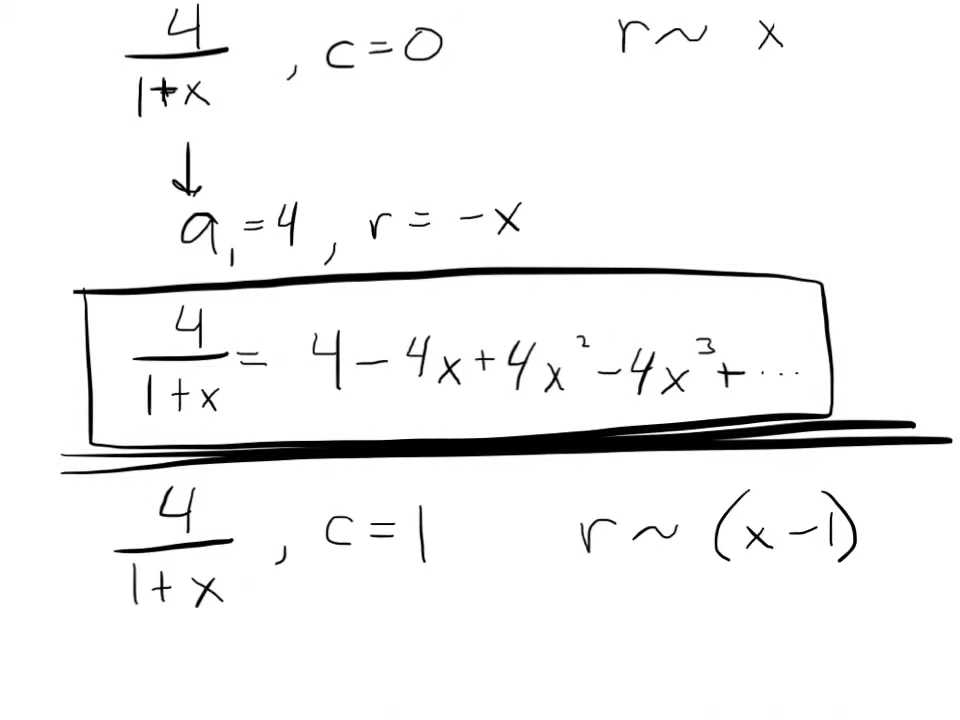 4/(1+x) , c=0    r ~ x
↓
a₁ = 4 , r = -x
4/(1+x) = 4 - 4x + 4x² - 4x³ + ...
4/(1+x) , c=1    r ~ (x-1)